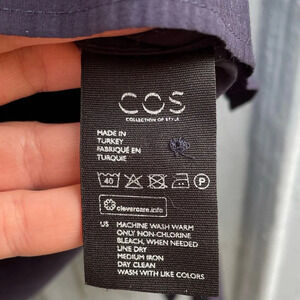 COS
COLLECTION OF STYLE
MADE IN
TURKEY
FABRIQUÉ EN
TURQUIE
40
P
clevercare.info
US MACHINE WASH WARM
ONLY NON-CHLORINE
BLEACH, WHEN NEEDED
LINE DRY
MEDIUM IRON
DRY CLEAN
WASH WITH LIKE COLORS